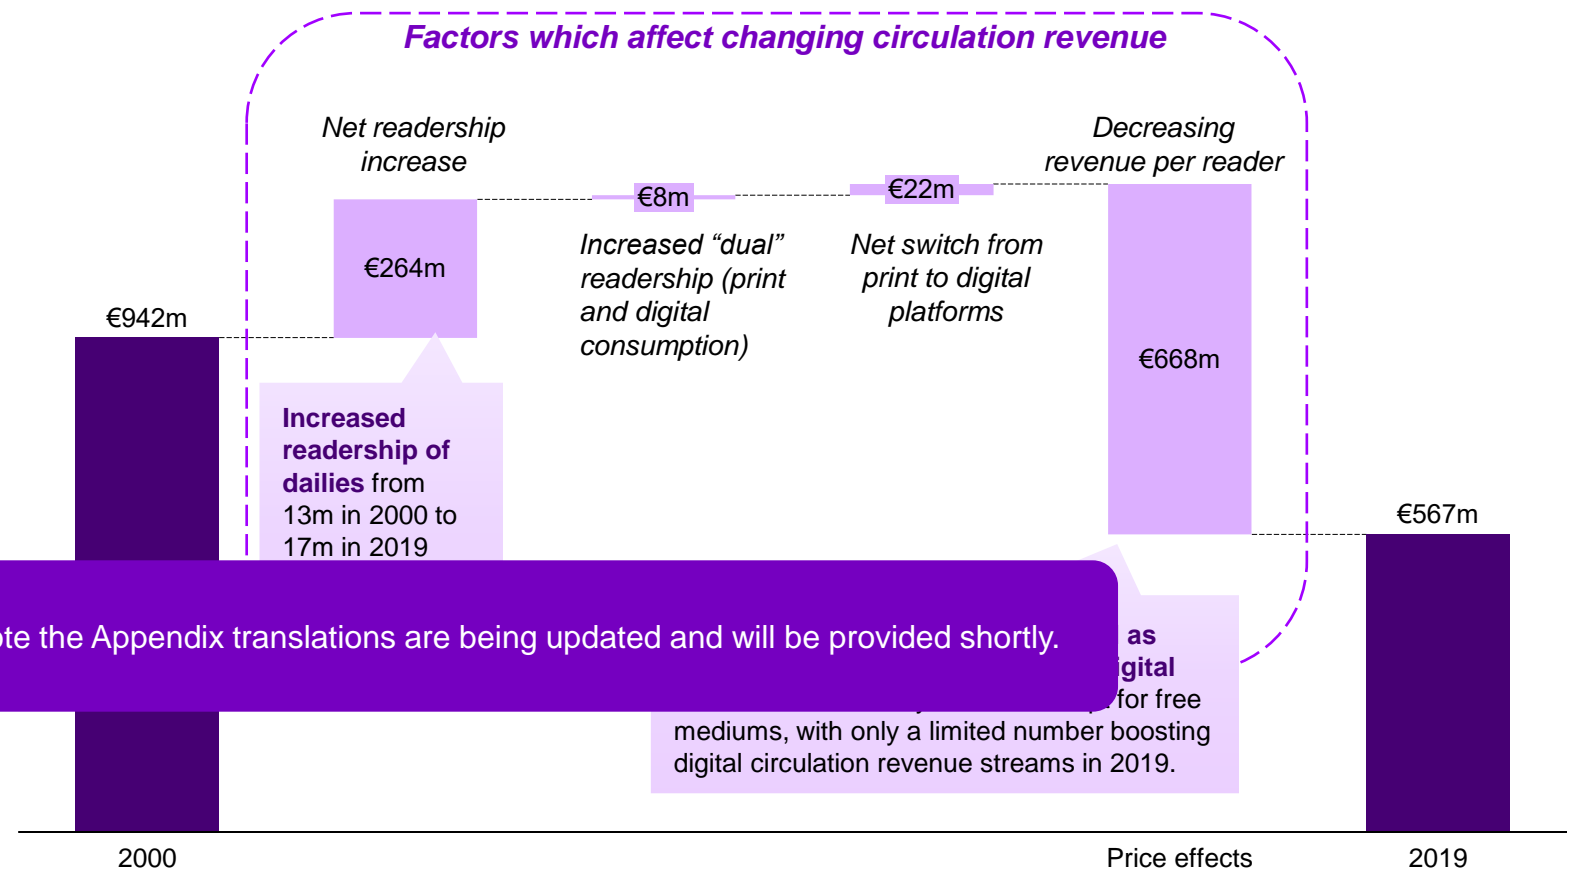 Factors which affect changing circulation revenue
Net readership
increase
Decreasing
revenue per reader
€8m
€22m
€264m
Increased “dual”
readership (print
and digital
consumption)
Net switch from
print to digital
platforms
€942m
€668m
Increased
readership of
dailies from
13m in 2000 to
17m in 2019
€567m
the Appendix translations are being updated and will be provided shortly.
as
for free
mediums, with only a limited number boosting
digital circulation revenue streams in 2019.
2000
Price effects
2019